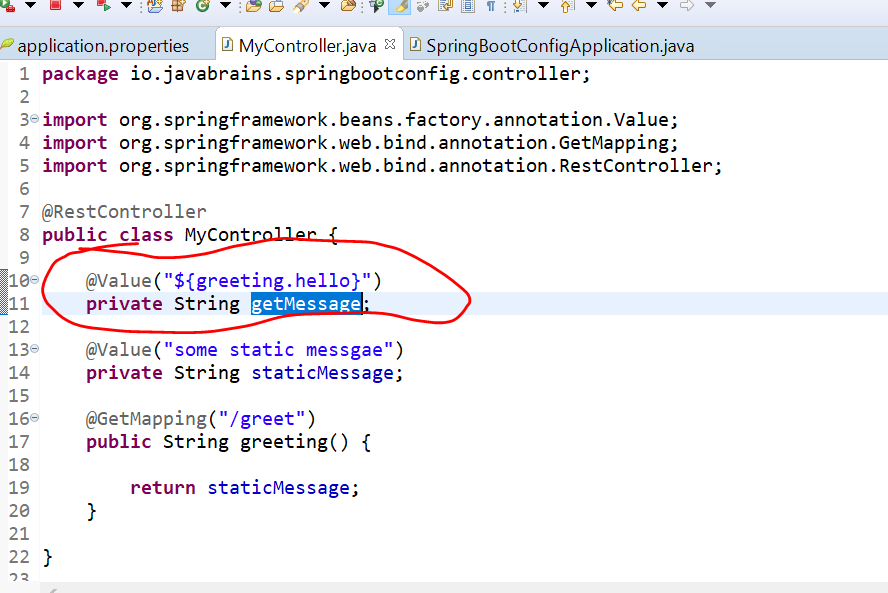 application.properties MyController.java SpringBootConfigApplication.java
1 package io.javabrains.springbootconfig.controller;
2
3 import org.springframework.beans.factory.annotation.Value;
4 import org.springframework.web.bind.annotation.GetMapping;
5 import org.springframework.web.bind.annotation.RestController;
6
7 @RestController
8 public class MyController {
9
10 @Value("${greeting.hello}")
11 private String getMessage;
12
13 @Value("some static messgae")
14 private String staticMessage;
15
16 @GetMapping("/greet")
17 public String greeting() {
18
19 return staticMessage;
20 }
21
22 }
23